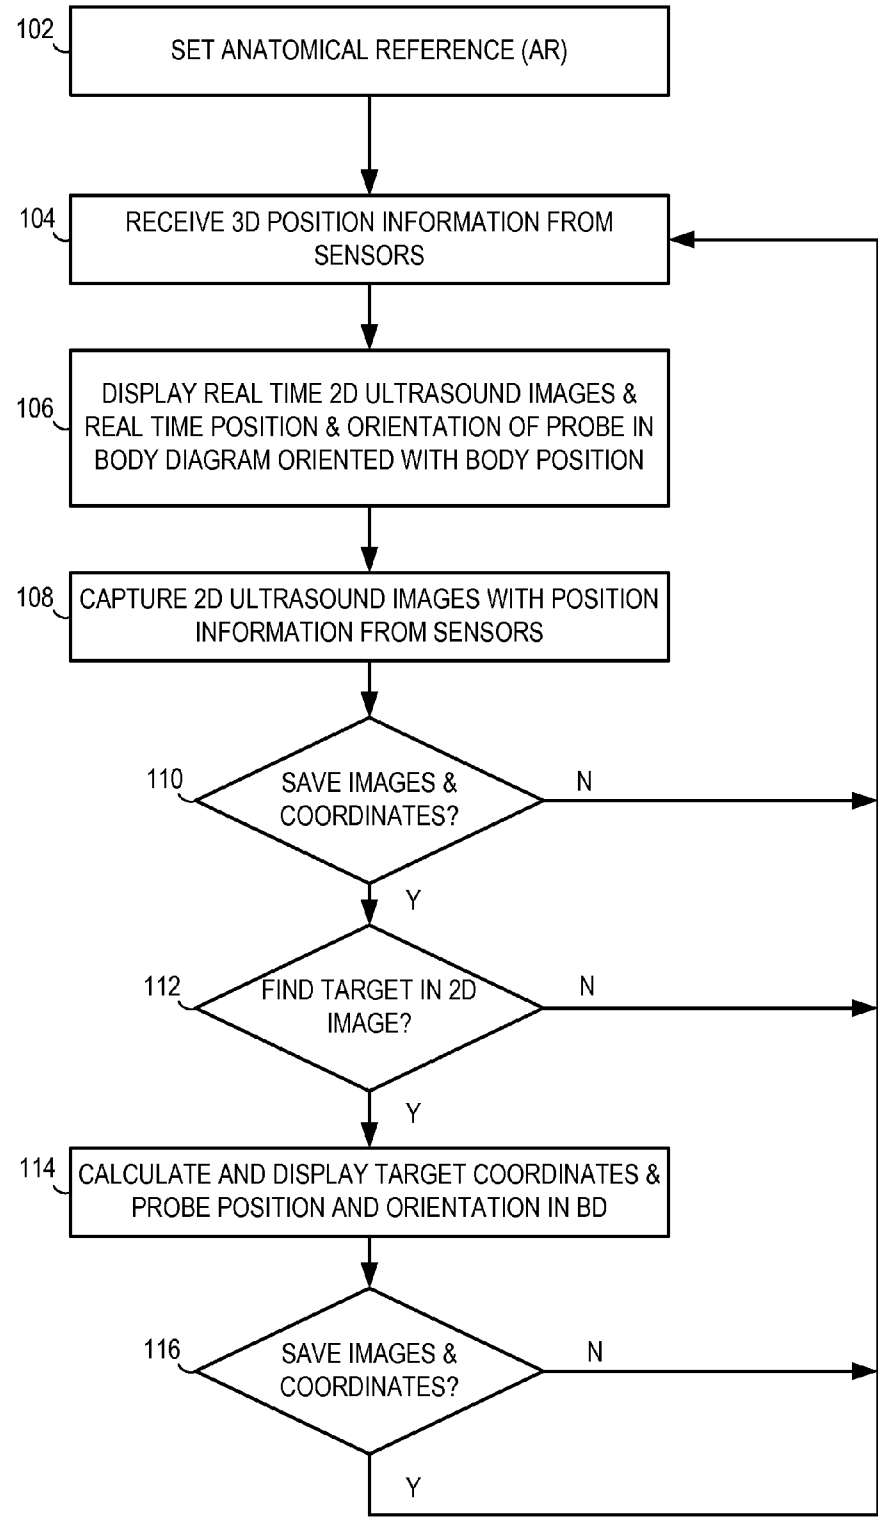 102
SET ANATOMICAL REFERENCE (AR)
104
RECEIVE 3D POSITION INFORMATION FROM
SENSORS
106
DISPLAY REAL TIME 2D ULTRASOUND IMAGES &
REAL TIME POSITION & ORIENTATION OF PROBE IN
BODY DIAGRAM ORIENTED WITH BODY POSITION
108
CAPTURE 2D ULTRASOUND IMAGES WITH POSITION
INFORMATION FROM SENSORS
110
SAVE IMAGES &
COORDINATES?
N
Y
112
FIND TARGET IN 2D
IMAGE?
N
Y
114
CALCULATE AND DISPLAY TARGET COORDINATES &
PROBE POSITION AND ORIENTATION IN BD
116
SAVE IMAGES &
COORDINATES?
N
Y